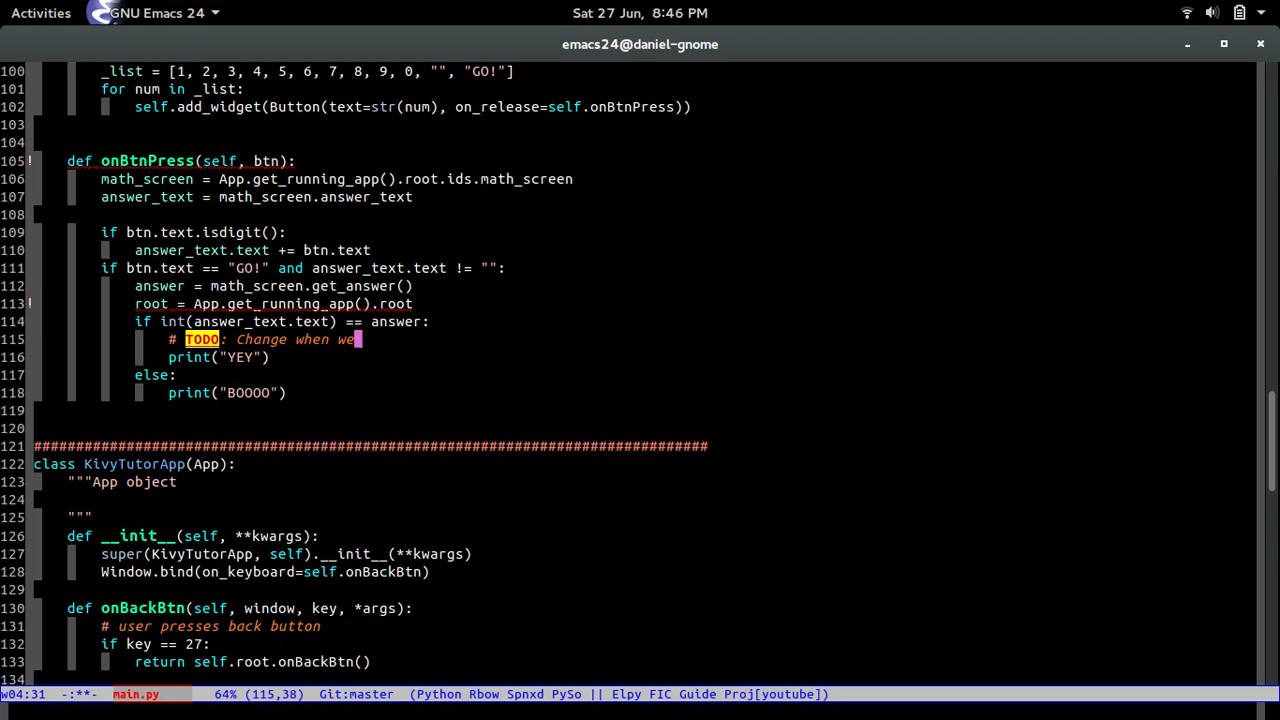 Activities GNU Emacs 24 Sat 27 Jun, 8:46 PM
emacs24@daniel-gnome
100 _list = [1, 2, 3, 4, 5, 6, 7, 8, 9, 0, "", "GO!"]
101 for num in _list:
102 self.add_widget(Button(text=str(num), on_release=self.onBtnPress))
103
104
105 ! def onBtnPress(self, btn):
106 math_screen = App.get_running_app().root.ids.math_screen
107 answer_text = math_screen.answer_text
108
109 if btn.text.isdigit():
110 answer_text.text += btn.text
111 if btn.text == "GO!" and answer_text.text != "":
112 answer = math_screen.get_answer()
113 ! root = App.get_running_app().root
114 if int(answer_text.text) == answer:
115 # TODO: Change when we
116 print("YEY")
117 else:
118 print("BOOOO")
119
120
121 ################################################################################
122 class KivyTutorApp(App):
123 """App object
124
125 """
126 def __init__(self, **kwargs):
127 super(KivyTutorApp, self).__init__(**kwargs)
128 Window.bind(on_keyboard=self.onBackBtn)
129
130 def onBackBtn(self, window, key, *args):
131 # user presses back button
132 if key == 27:
133 return self.root.onBackBtn()
134
w04:31 -:**- main.py 64% (115,38) Git:master (Python Rbow Spnxd PySo || Elpy FIC Guide Proj[youtube])